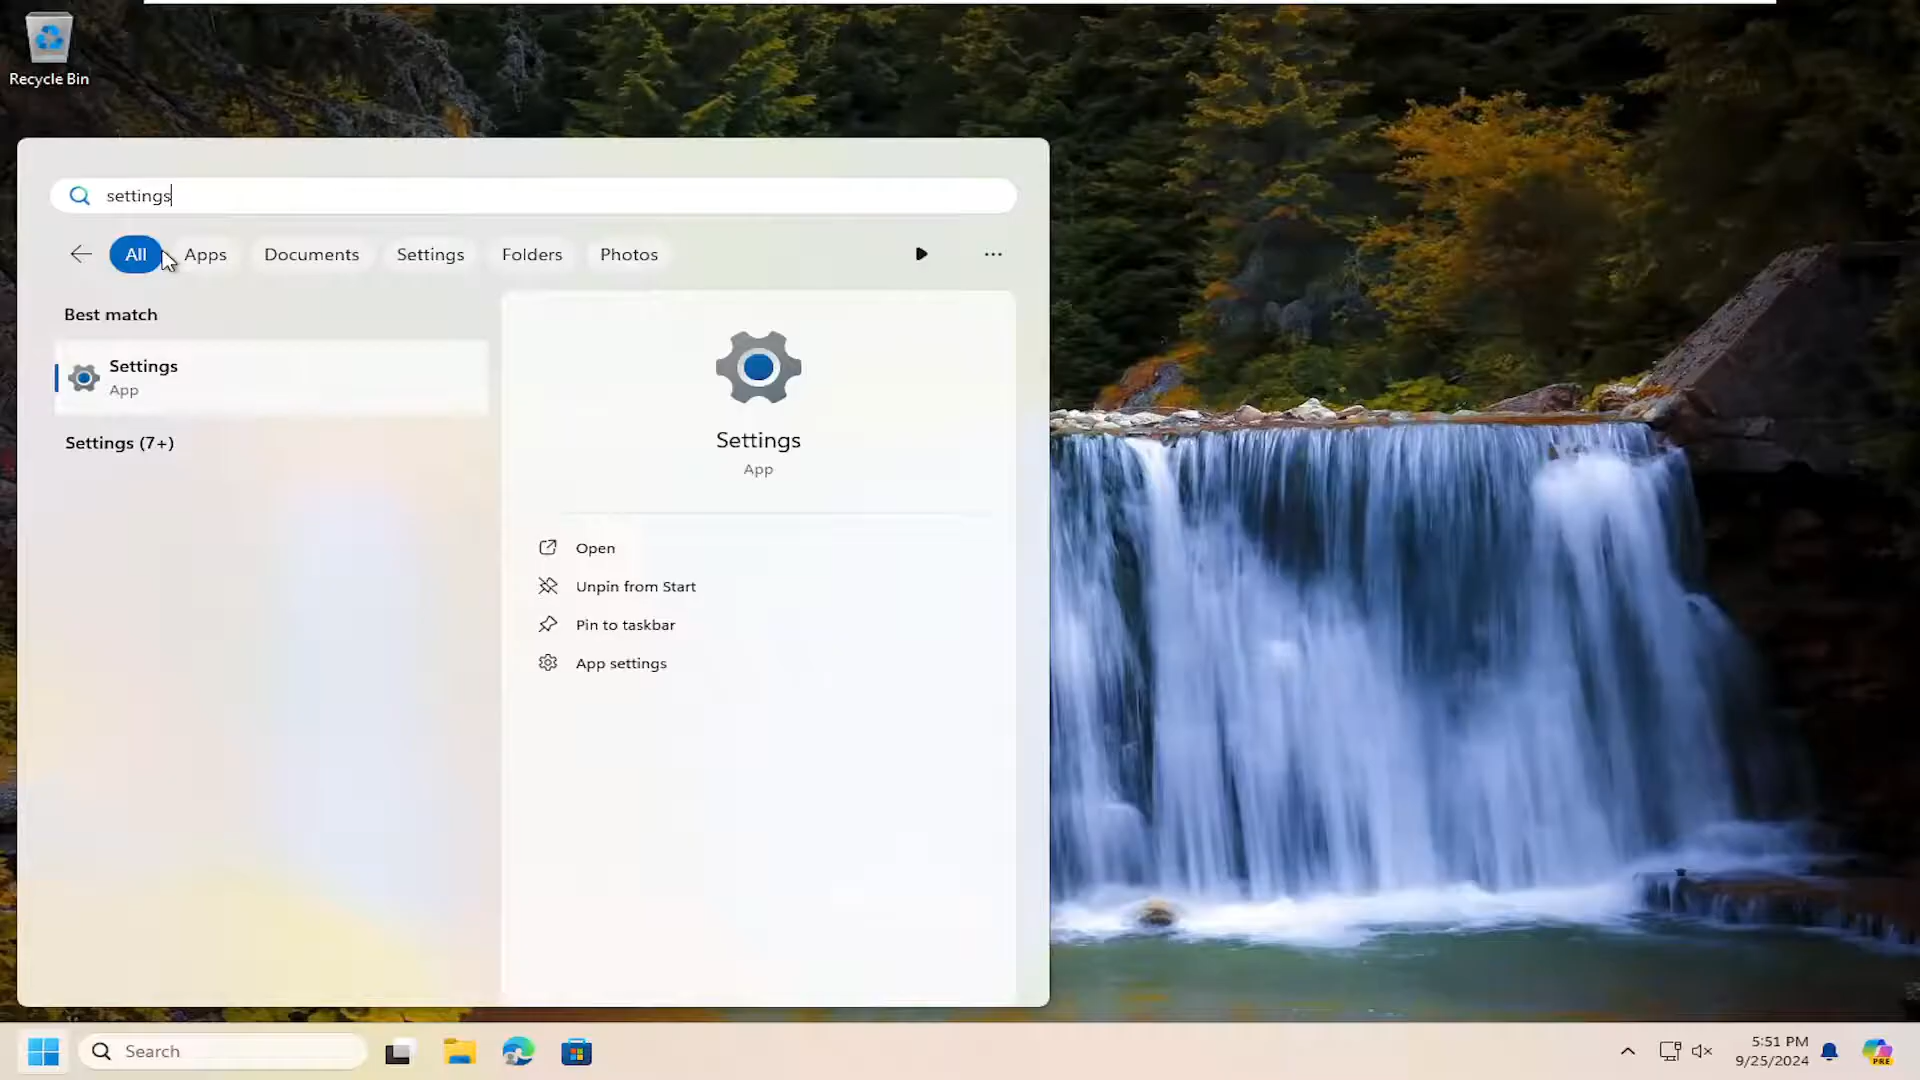 Recycle Bin
settings
All Apps Documents Settings Folders Photos
Best match
Settings
App
Settings (7+)
Settings
App
Open
Unpin from Start
Pin to taskbar
App settings
Search
5:51 PM
9/25/2024
PRE